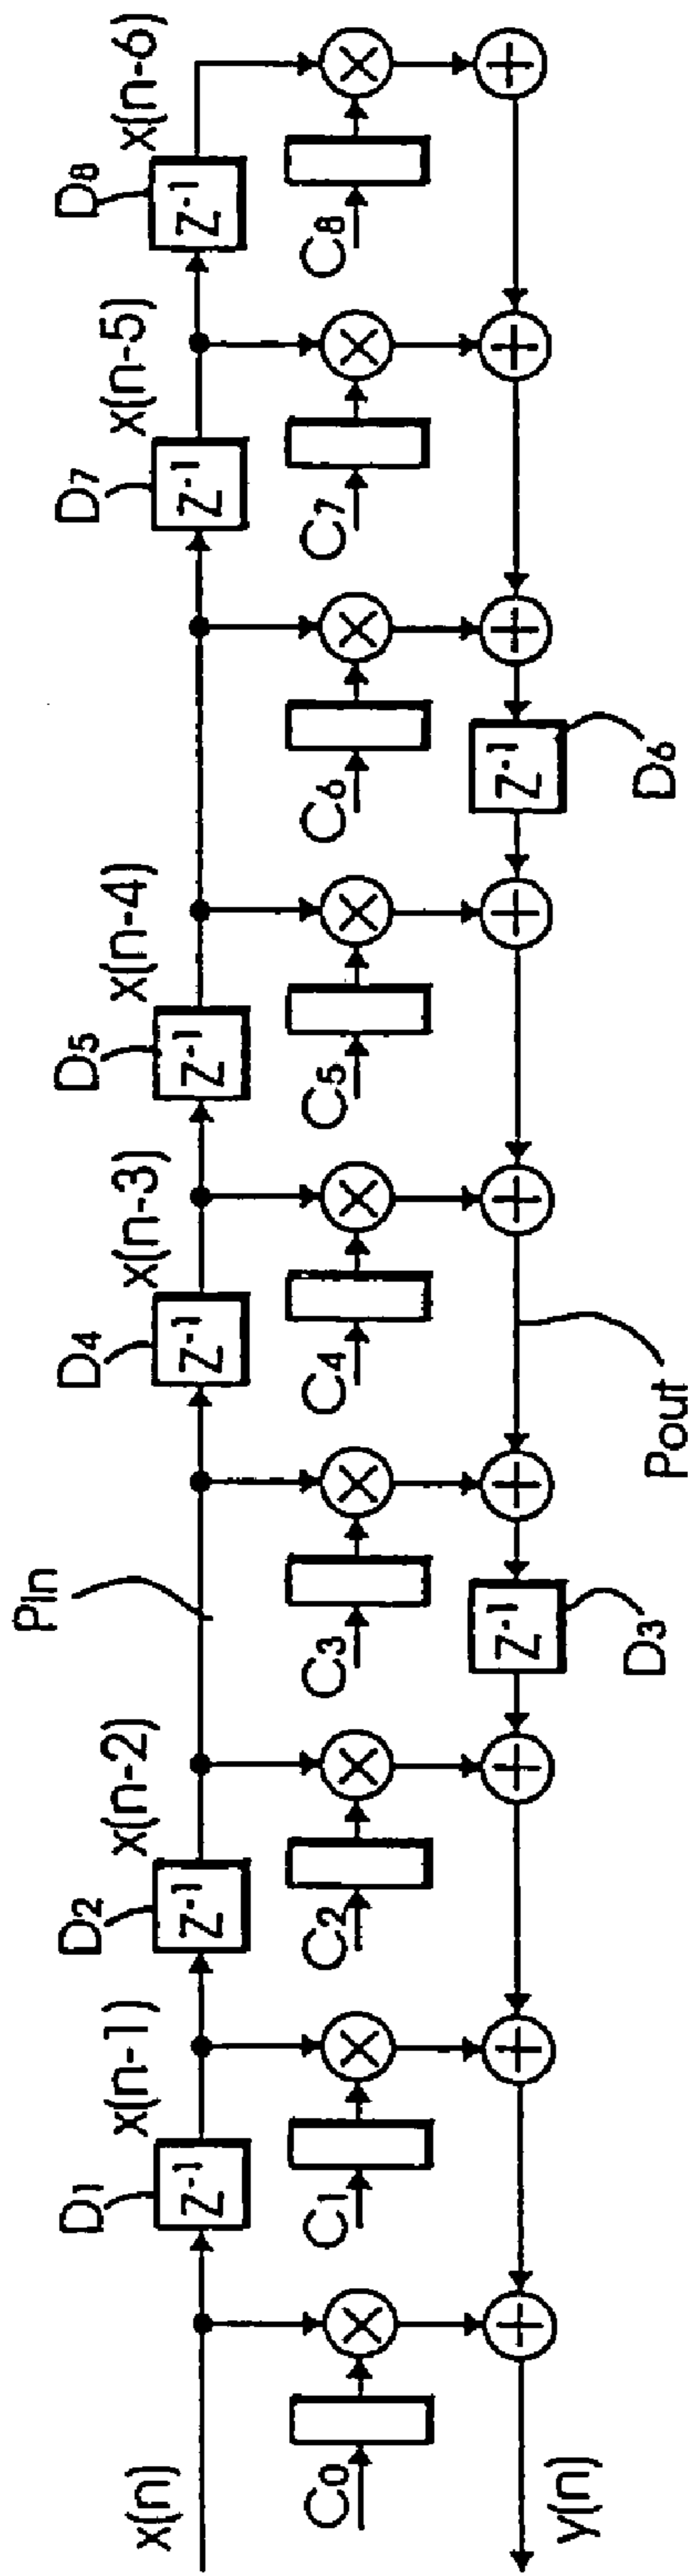 x(n) x(n-1) x(n-2) x(n-3) x(n-4) x(n-5) x(n-6)
D1 D2 PIn D4 D5 D7 D8
Z-1 Z-1 Z-1 Z-1 Z-1 Z-1
C0 C1 C2 C3 C4 C5 C6 C7 C8
Z-1 Z-1
y(n) D3 Pout D6